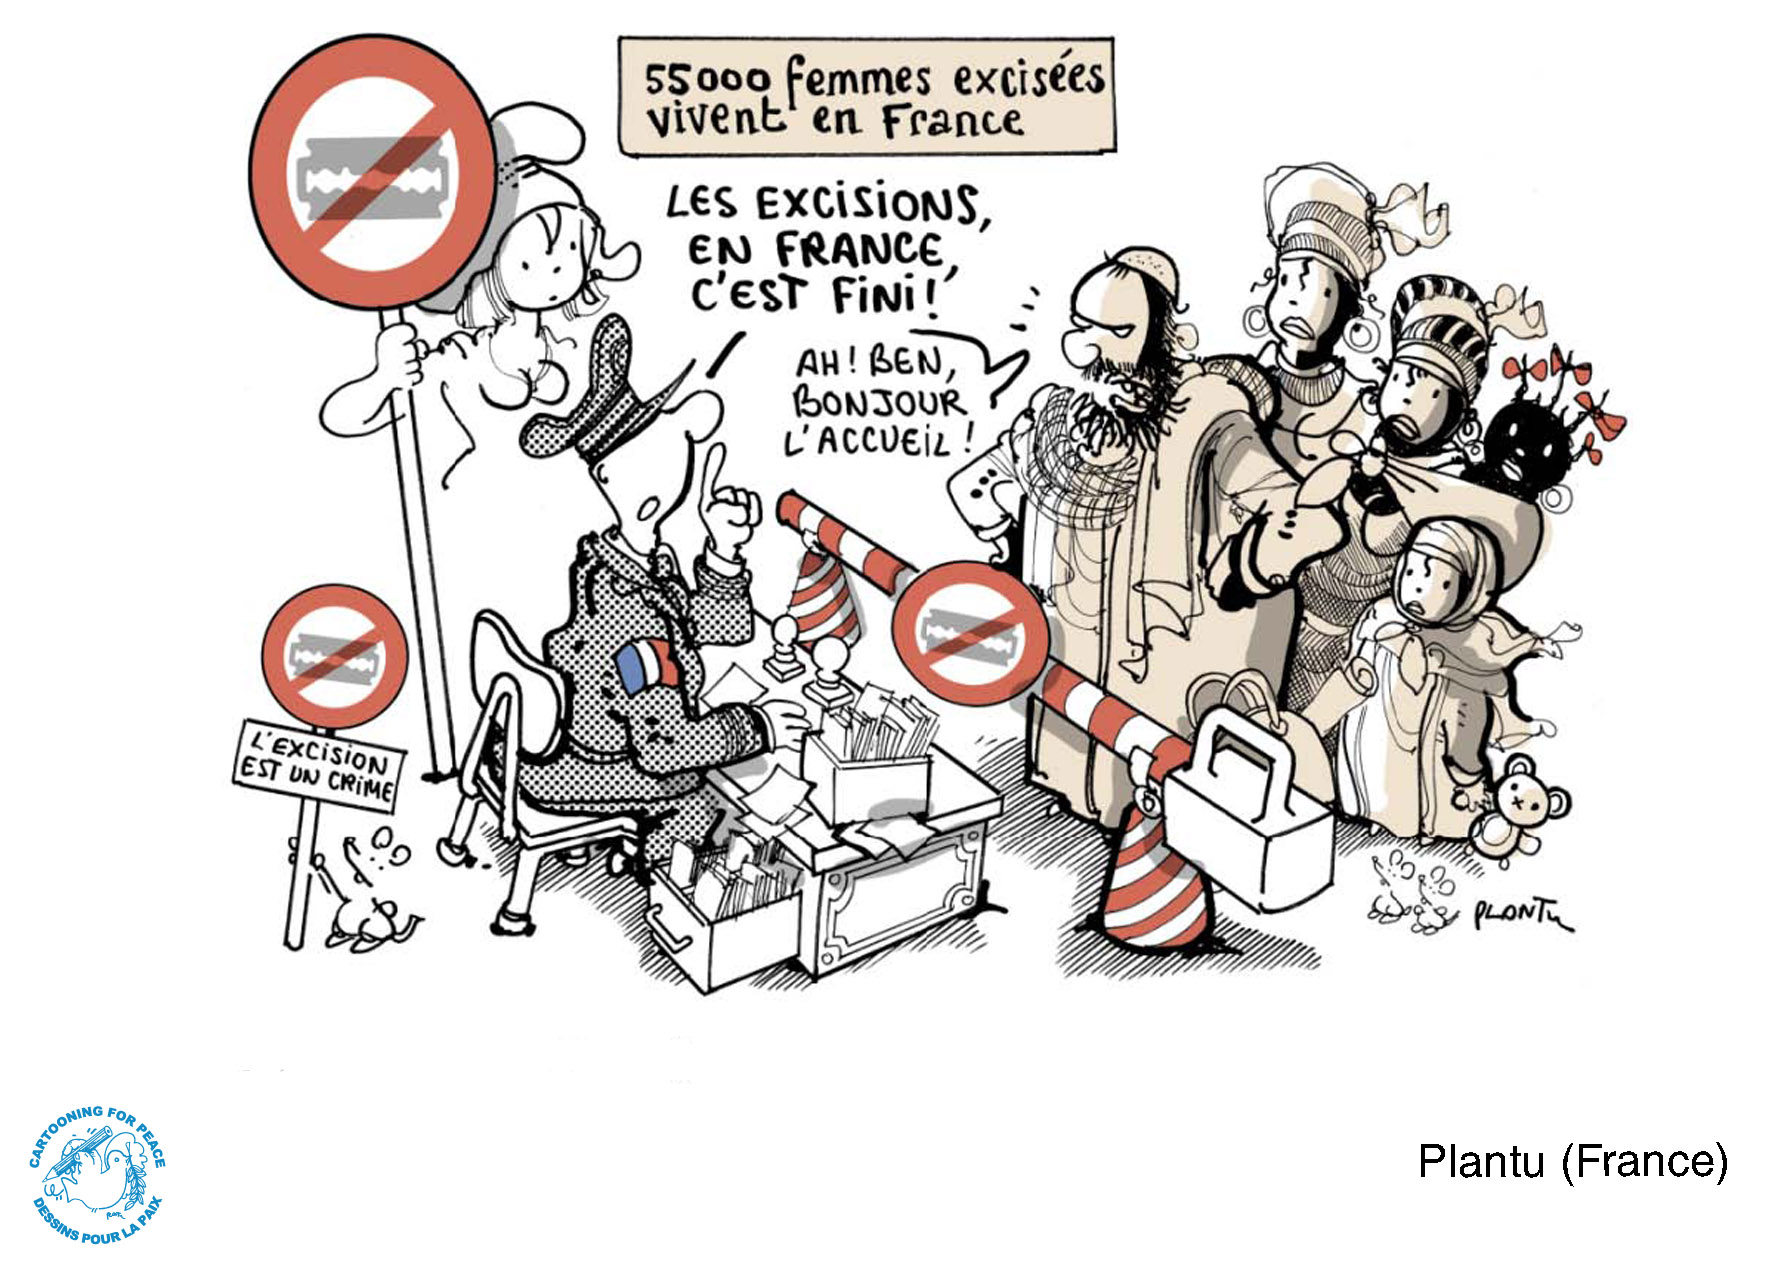 55000 femmes excisées
vivent en France
LES EXCISIONS,
EN FRANCE,
C'EST FINI!
AH! BEN,
BONJOUR
L'ACCUEIL!
L'EXCISION
EST UN CRIME
PLANTU
CARTOONING FOR PEACE
DESSINS POUR LA PAIX
Plantu (France)